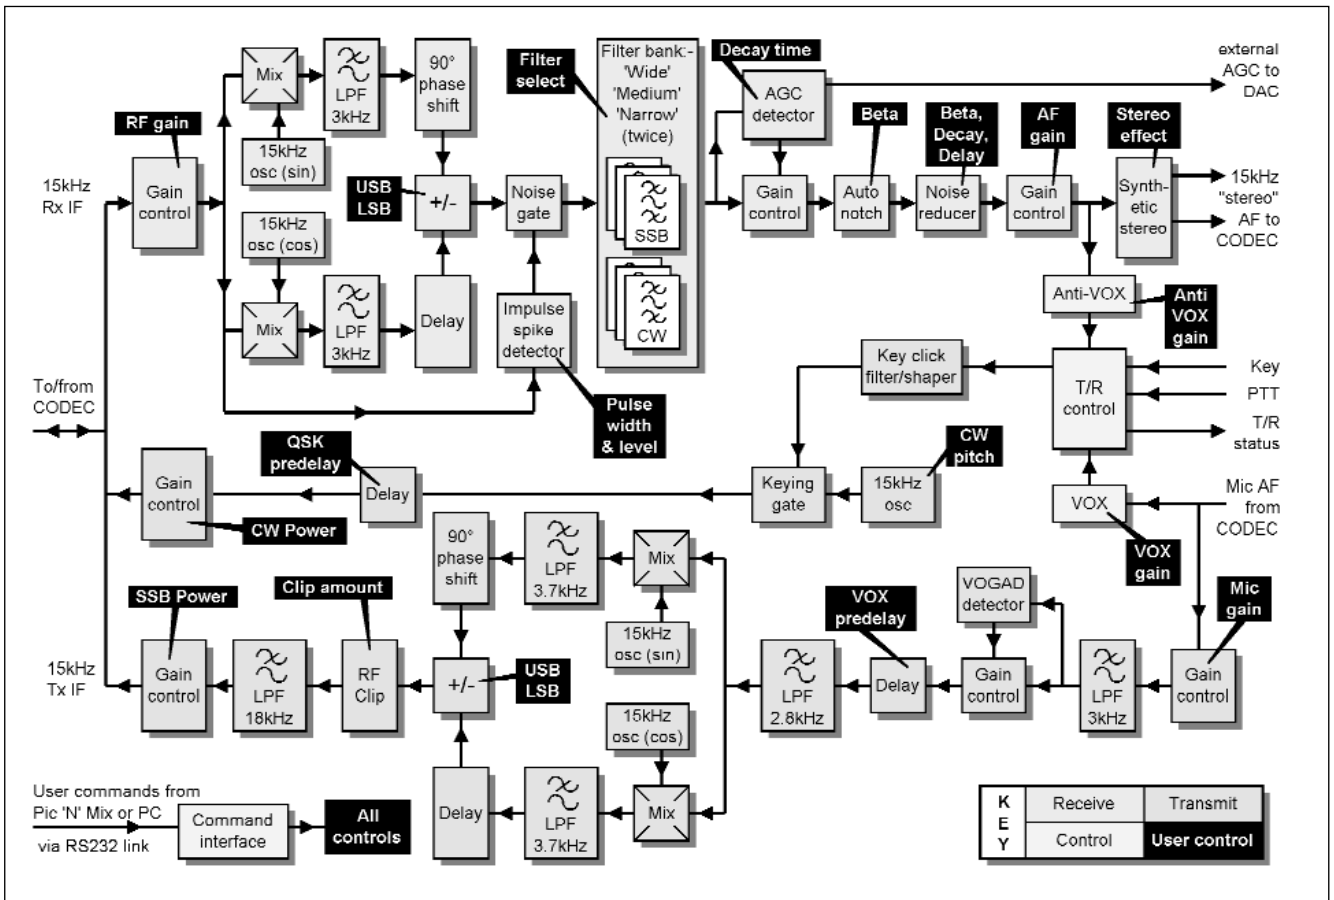 Mix
LPF
3kHz
90°
phase
shift
Filter
select
Filter bank:-
'Wide'
'Medium'
'Narrow'
(twice)
SSB
CW
Decay time
AGC
detector
external
AGC to
DAC
RF gain
15kHz
osc (sin)
15kHz
Rx IF
Gain
control
USB
LSB
+/-
Noise
gate
Gain
control
Beta
Auto
notch
Beta,
Decay,
Delay
Noise
reducer
AF
gain
Gain
control
Stereo
effect
Synth-
etic
stereo
15kHz
"stereo"
AF to
CODEC
15kHz
osc (cos)
Mix
LPF
3kHz
Delay
Impulse
spike
detector
Pulse
width
& level
Anti-VOX
Anti
VOX
gain
Key click
filter/shaper
T/R
control
Key
PTT
T/R
status
To/from
CODEC
QSK
predelay
Gain
control
CW Power
Delay
Keying
gate
15kHz
osc
CW
pitch
VOX
VOX
gain
Mic AF
from
CODEC
90°
phase
shift
LPF
3.7kHz
Mix
15kHz
osc (sin)
SSB Power
Clip amount
15kHz
Tx IF
Gain
control
LPF
18kHz
RF
Clip
+/-
USB
LSB
15kHz
osc (cos)
LPF
2.8kHz
VOX
predelay
Delay
VOGAD
detector
Gain
control
LPF
3kHz
Mic
gain
Gain
control
Delay
LPF
3.7kHz
Mix
User commands from
Pic 'N' Mix or PC
via RS232 link
Command
interface
All
controls
K
E
Y
Receive
Transmit
Control
User control